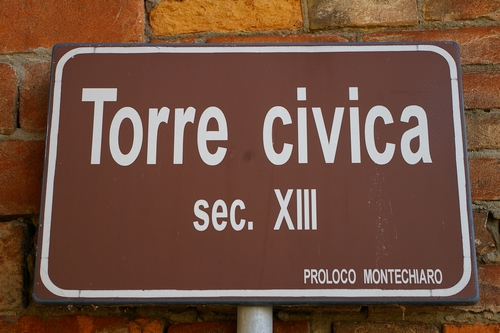 Torre civica
sec. XIII
PROLOCO MONTECHIARO